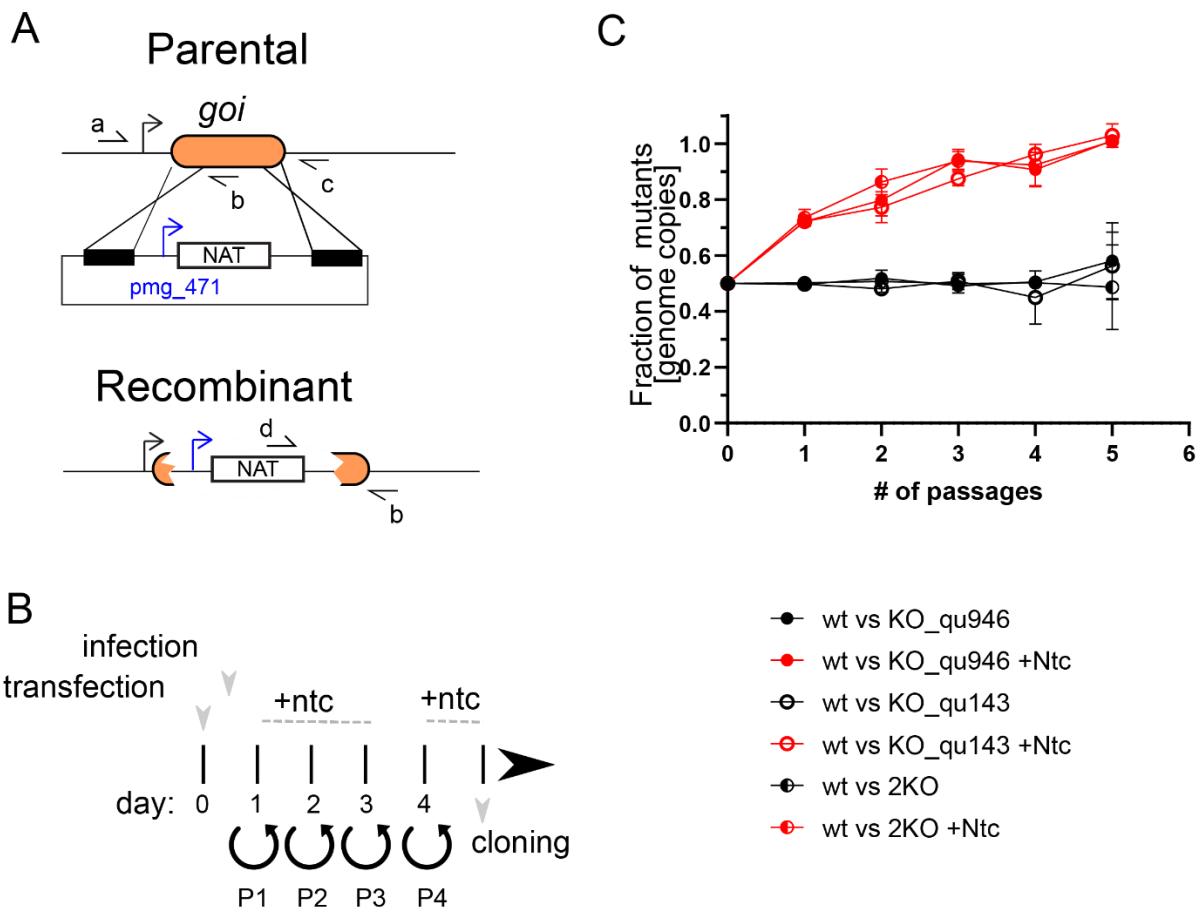 A
Parental
goi
a
b
c
NAT
pmg_471
Recombinant
d
NAT
b
B
infection
transfection
+ntc
+ntc
day:
0
1
2
3
4
cloning
P1
P2
P3
P4
C
Fraction of mutants
[genome copies]
1.0
0.8
0.6
0.4
0.2
0.0
0
1
2
3
4
5
6
# of passages
wt vs KO_qu946
wt vs KO_qu946 +Ntc
wt vs KO_qu143
wt vs KO_qu143 +Ntc
wt vs 2KO
wt vs 2KO +Ntc